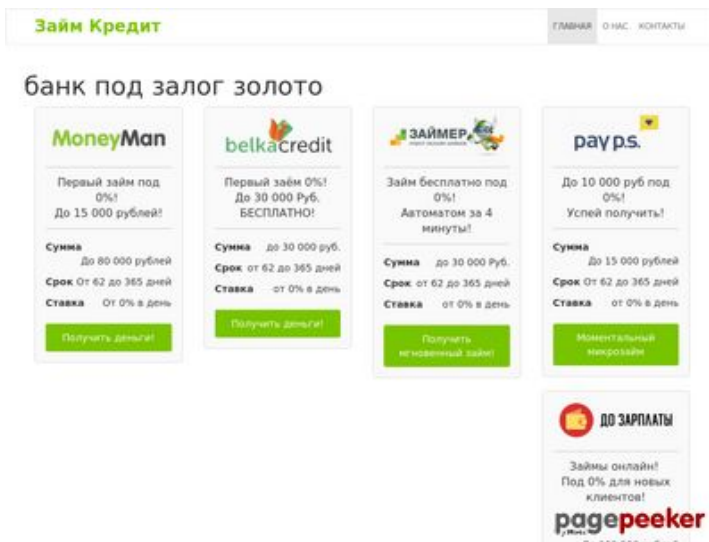 Займ Кредит
ГЛАВНАЯ О НАС КОНТАКТЫ
банк под залог золото
MoneyMan
Первый займ под
0%!
До 15 000 рублей!
Сумма
До 80 000 рублей
Срок От 62 до 365 дней
Ставка От 0% в день
Получить деньги!
belkacredit
Первый заём 0%!
До 30 000 Руб.
БЕСПЛАТНО!
Сумма до 30 000 руб.
Срок от 62 до 365 дней
Ставка от 0% в день
Получить деньги!
ЗАЙМЕР
Займ бесплатно под
0%!
Автоматом за 4
минуты!
Сумма до 30 000 Руб.
Срок от 62 до 365 дней
Ставка от 0% в день
Получить
мгновенный займ!
pay p.s.
До 10 000 руб под
0%!
Успей получить!
Сумма
До 15 000 рублей
Срок От 62 до 365 дней
Ставка от 0% в день
Моментальный
микрозайм
ДО ЗАРПЛАТЫ
Займы онлайн!
Под 0% для новых
клиентов!
pagepeeker